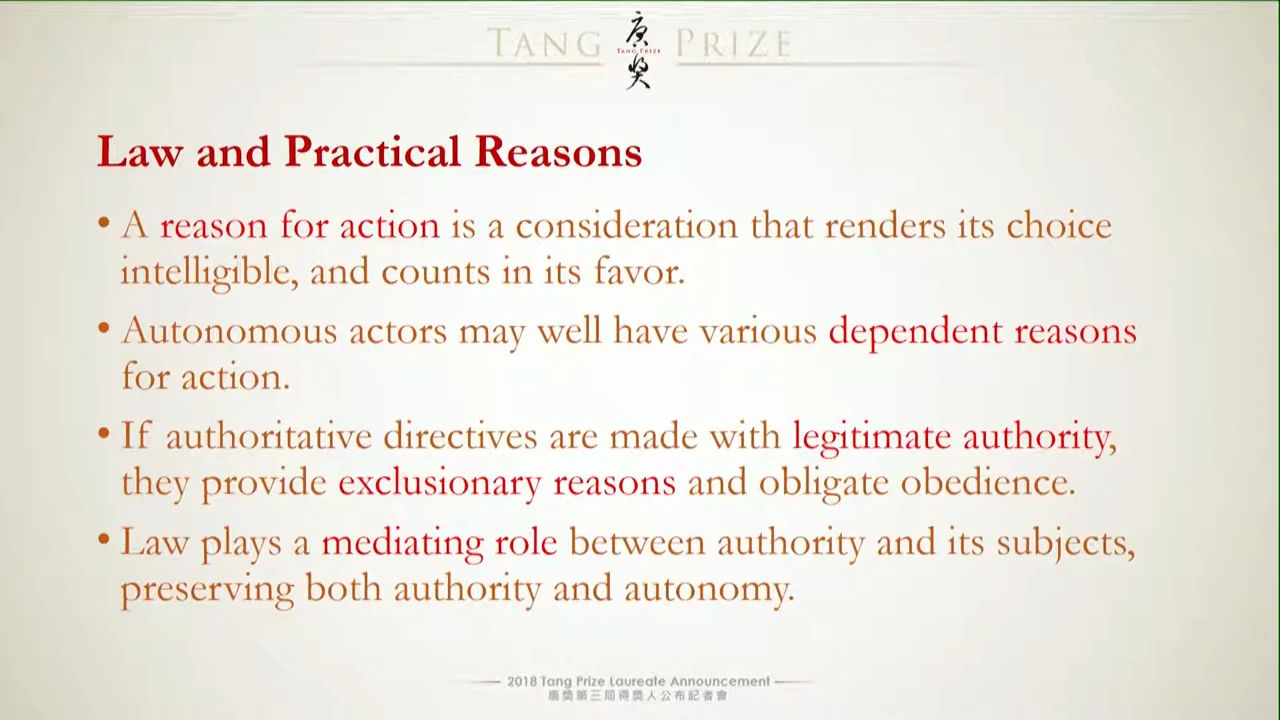 TANG 唐獎 PRIZE
TANG PRIZE
Law and Practical Reasons
• A reason for action is a consideration that renders its choice
intelligible, and counts in its favor.
• Autonomous actors may well have various dependent reasons
for action.
• If authoritative directives are made with legitimate authority,
they provide exclusionary reasons and obligate obedience.
• Law plays a mediating role between authority and its subjects,
preserving both authority and autonomy.
2018 Tang Prize Laureate Announcement
唐獎第三屆得獎人公布記者會